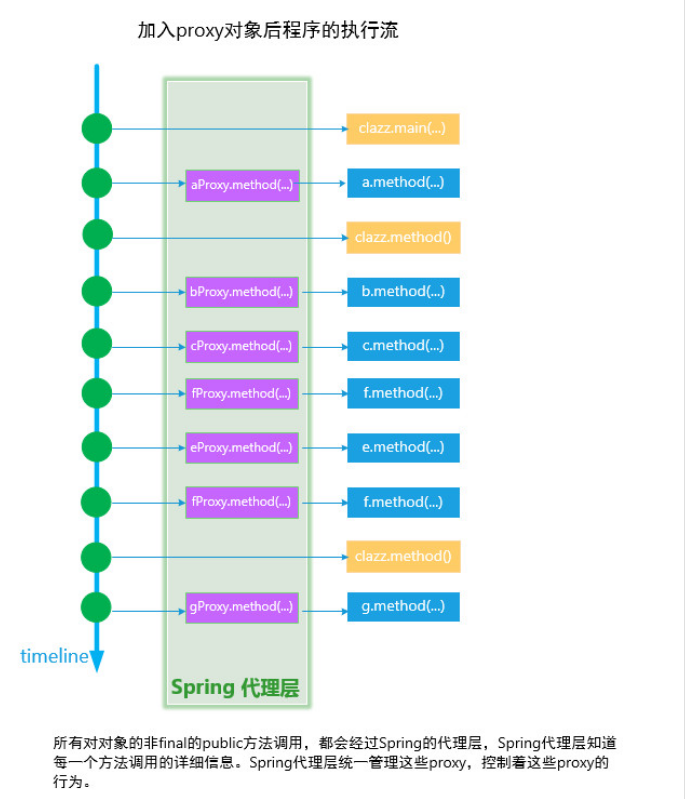 加入proxy对象后程序的执行流
clazz.main(...)
aProxy.method(...) a.method(...)
clazz.method()
bProxy.method(...) b.method(...)
cProxy.method(...) c.method(...)
fProxy.method(...) f.method(...)
eProxy.method(...) e.method(...)
fProxy.method(...) f.method(...)
clazz.method()
gProxy.method(...) g.method(...)
timeline
Spring 代理层
所有对对象的非final的public方法调用，都会经过Spring的代理层，Spring代理层知道
每一个方法调用的详细信息。Spring代理层统一管理这些proxy，控制着这些proxy的
行为。